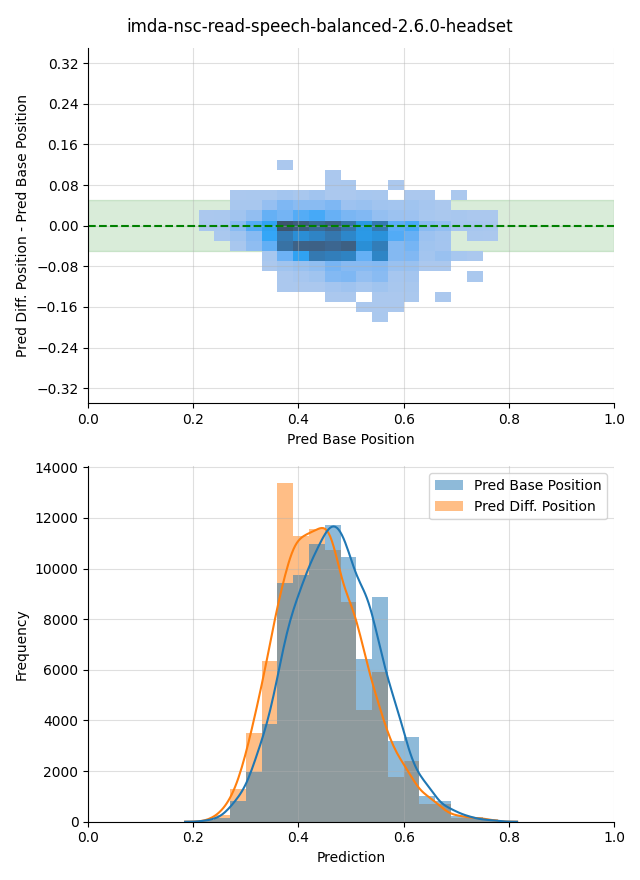 imda-nsc-read-speech-balanced-2.6.0-headset
Pred Diff. Position - Pred Base Position
0.32
0.24
0.16
0.08
0.00
−0.08
−0.16
−0.24
−0.32
0.0 0.2 0.4 0.6 0.8 1.0
Pred Base Position
Frequency
14000
12000
10000
8000
6000
4000
2000
0
Pred Base Position
Pred Diff. Position
0.0 0.2 0.4 0.6 0.8 1.0
Prediction